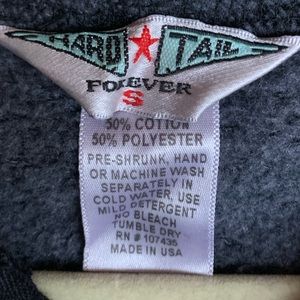 HARD TAIL
FOREVER
S
50% COTTON
50% POLYESTER
PRE-SHRUNK, HAND
OR MACHINE WASH
SEPARATELY IN
COLD WATER, USE
MILD DETERGENT
NO BLEACH
TUMBLE DRY
RN # 107435
MADE IN USA